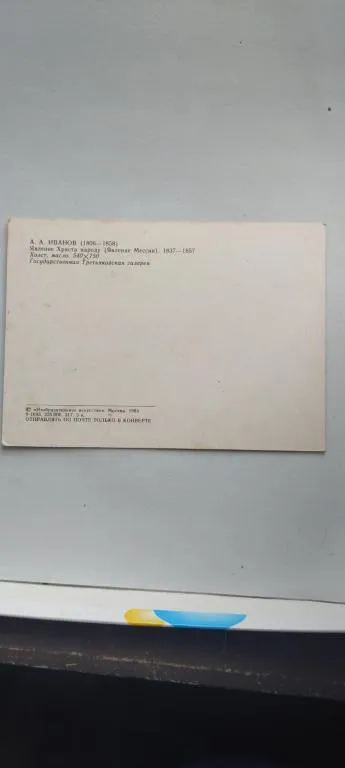 А. А. ИВАНОВ (1806—1858)
Явление Христа народу (Явление Мессии). 1837—1857
Холст, масло. 540×750
Государственная Третьяковская галерея
© «Изобразительное искусство». Москва.
ОТПРАВЛЯТЬ ПО ПОЧТЕ ТОЛЬКО В КОНВЕРТЕ